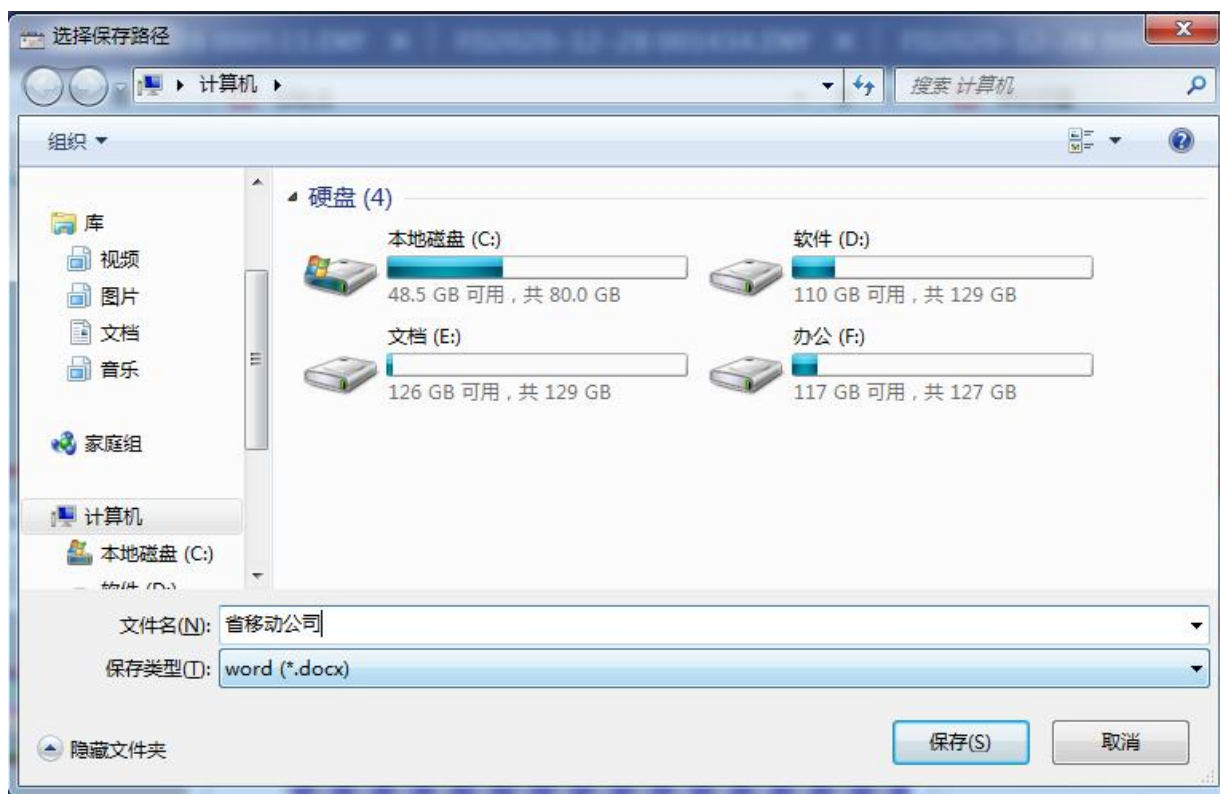 选择保存路径
计算机
搜索 计算机
组织
硬盘 (4)
库
视频
图片
文档
音乐
家庭组
计算机
本地磁盘 (C:)
软件 (D:)
本地磁盘 (C:)
48.5 GB 可用，共 80.0 GB
软件 (D:)
110 GB 可用，共 129 GB
文档 (E:)
126 GB 可用，共 129 GB
办公 (F:)
117 GB 可用，共 127 GB
文件名(N): 省移动公司
保存类型(T): word (*.docx)
隐藏文件夹
保存(S)
取消